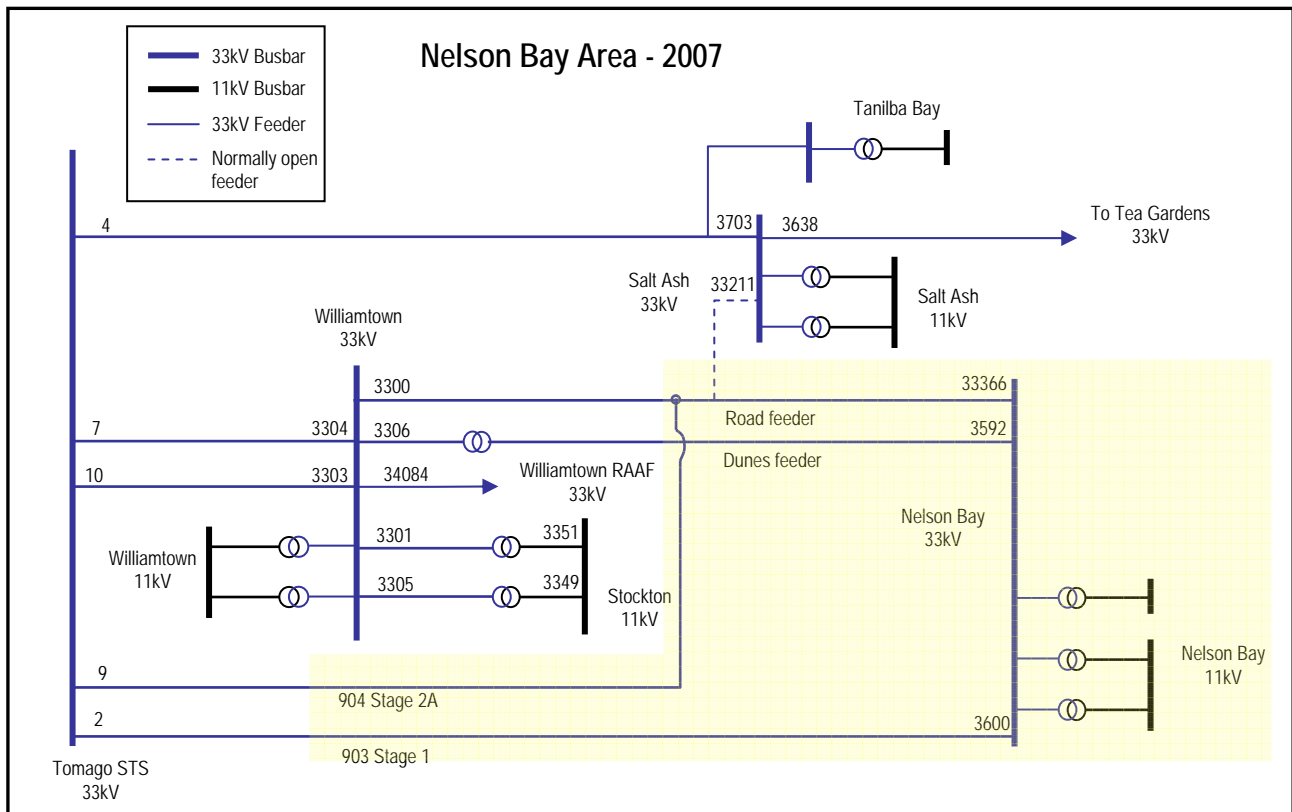 Nelson Bay Area - 2007
33kV Busbar
11kV Busbar
33kV Feeder
Normally open
feeder
Tanilba Bay
4
3703
3638
To Tea Gardens
33kV
Salt Ash
33kV
33211
Salt Ash
11kV
Williamtown
33kV
3300
33366
Road feeder
7
3304
3306
3592
Dunes feeder
10
3303
34084
Williamtown RAAF
33kV
Nelson Bay
33kV
Williamtown
11kV
3301
3351
3305
3349
Stockton
11kV
Nelson Bay
11kV
9
904 Stage 2A
2
3600
903 Stage 1
Tomago STS
33kV